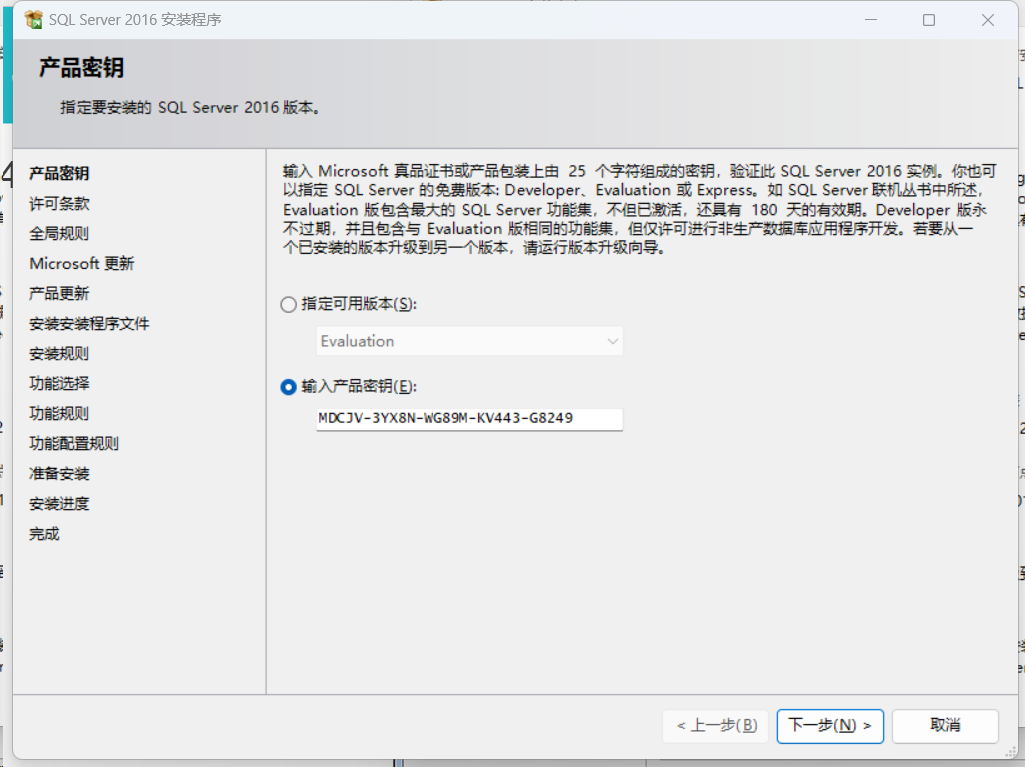 SQL Server 2016 安装程序
产品密钥
指定要安装的 SQL Server 2016 版本。
产品密钥
许可条款
全局规则
Microsoft 更新
产品更新
安装安装程序文件
安装规则
功能选择
功能规则
功能配置规则
准备安装
安装进度
完成
输入 Microsoft 真品证书或产品包装上由 25 个字符组成的密钥，验证此 SQL Server 2016 实例。你也可
以指定 SQL Server 的免费版本: Developer、Evaluation 或 Express。如 SQL Server 联机丛书中所述，
Evaluation 版包含最大的 SQL Server 功能集，不但已激活，还具有 180 天的有效期。Developer 版永
不过期，并且包含与 Evaluation 版相同的功能集，但仅许可进行非生产数据库应用程序开发。若要从一
个已安装的版本升级到另一个版本，请运行版本升级向导。
指定可用版本(S):
Evaluation
输入产品密钥(E):
MDCJV-3YX8N-WG89M-KV443-G8249
< 上一步(B)
下一步(N) >
取消